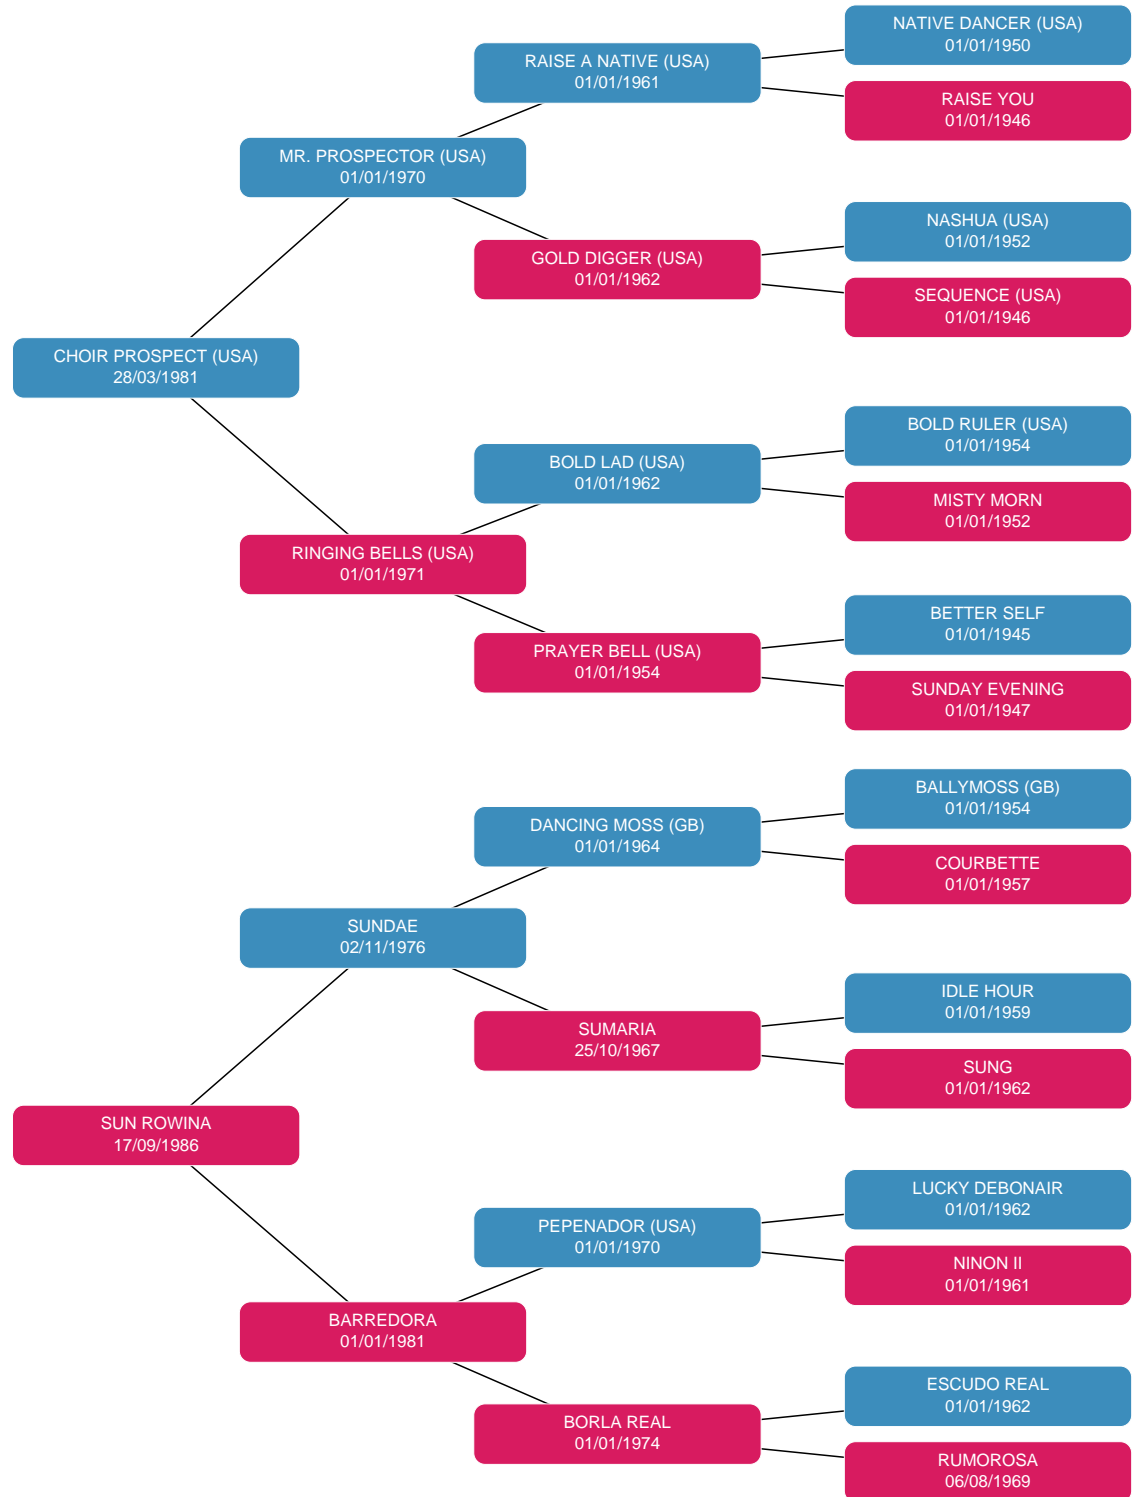 NATIVE DANCER (USA)
01/01/1950
RAISE A NATIVE (USA)
01/01/1961
RAISE YOU
01/01/1946
MR. PROSPECTOR (USA)
01/01/1970
NASHUA (USA)
01/01/1952
GOLD DIGGER (USA)
01/01/1962
SEQUENCE (USA)
01/01/1946
CHOIR PROSPECT (USA)
28/03/1981
BOLD RULER (USA)
01/01/1954
BOLD LAD (USA)
01/01/1962
MISTY MORN
01/01/1952
RINGING BELLS (USA)
01/01/1971
BETTER SELF
01/01/1945
PRAYER BELL (USA)
01/01/1954
SUNDAY EVENING
01/01/1947
BALLYMOSS (GB)
01/01/1954
DANCING MOSS (GB)
01/01/1964
COURBETTE
01/01/1957
SUNDAE
02/11/1976
IDLE HOUR
01/01/1959
SUMARIA
25/10/1967
SUNG
01/01/1962
SUN ROWINA
17/09/1986
LUCKY DEBONAIR
01/01/1962
PEPENADOR (USA)
01/01/1970
NINON II
01/01/1961
BARREDORA
01/01/1981
ESCUDO REAL
01/01/1962
BORLA REAL
01/01/1974
RUMOROSA
06/08/1969